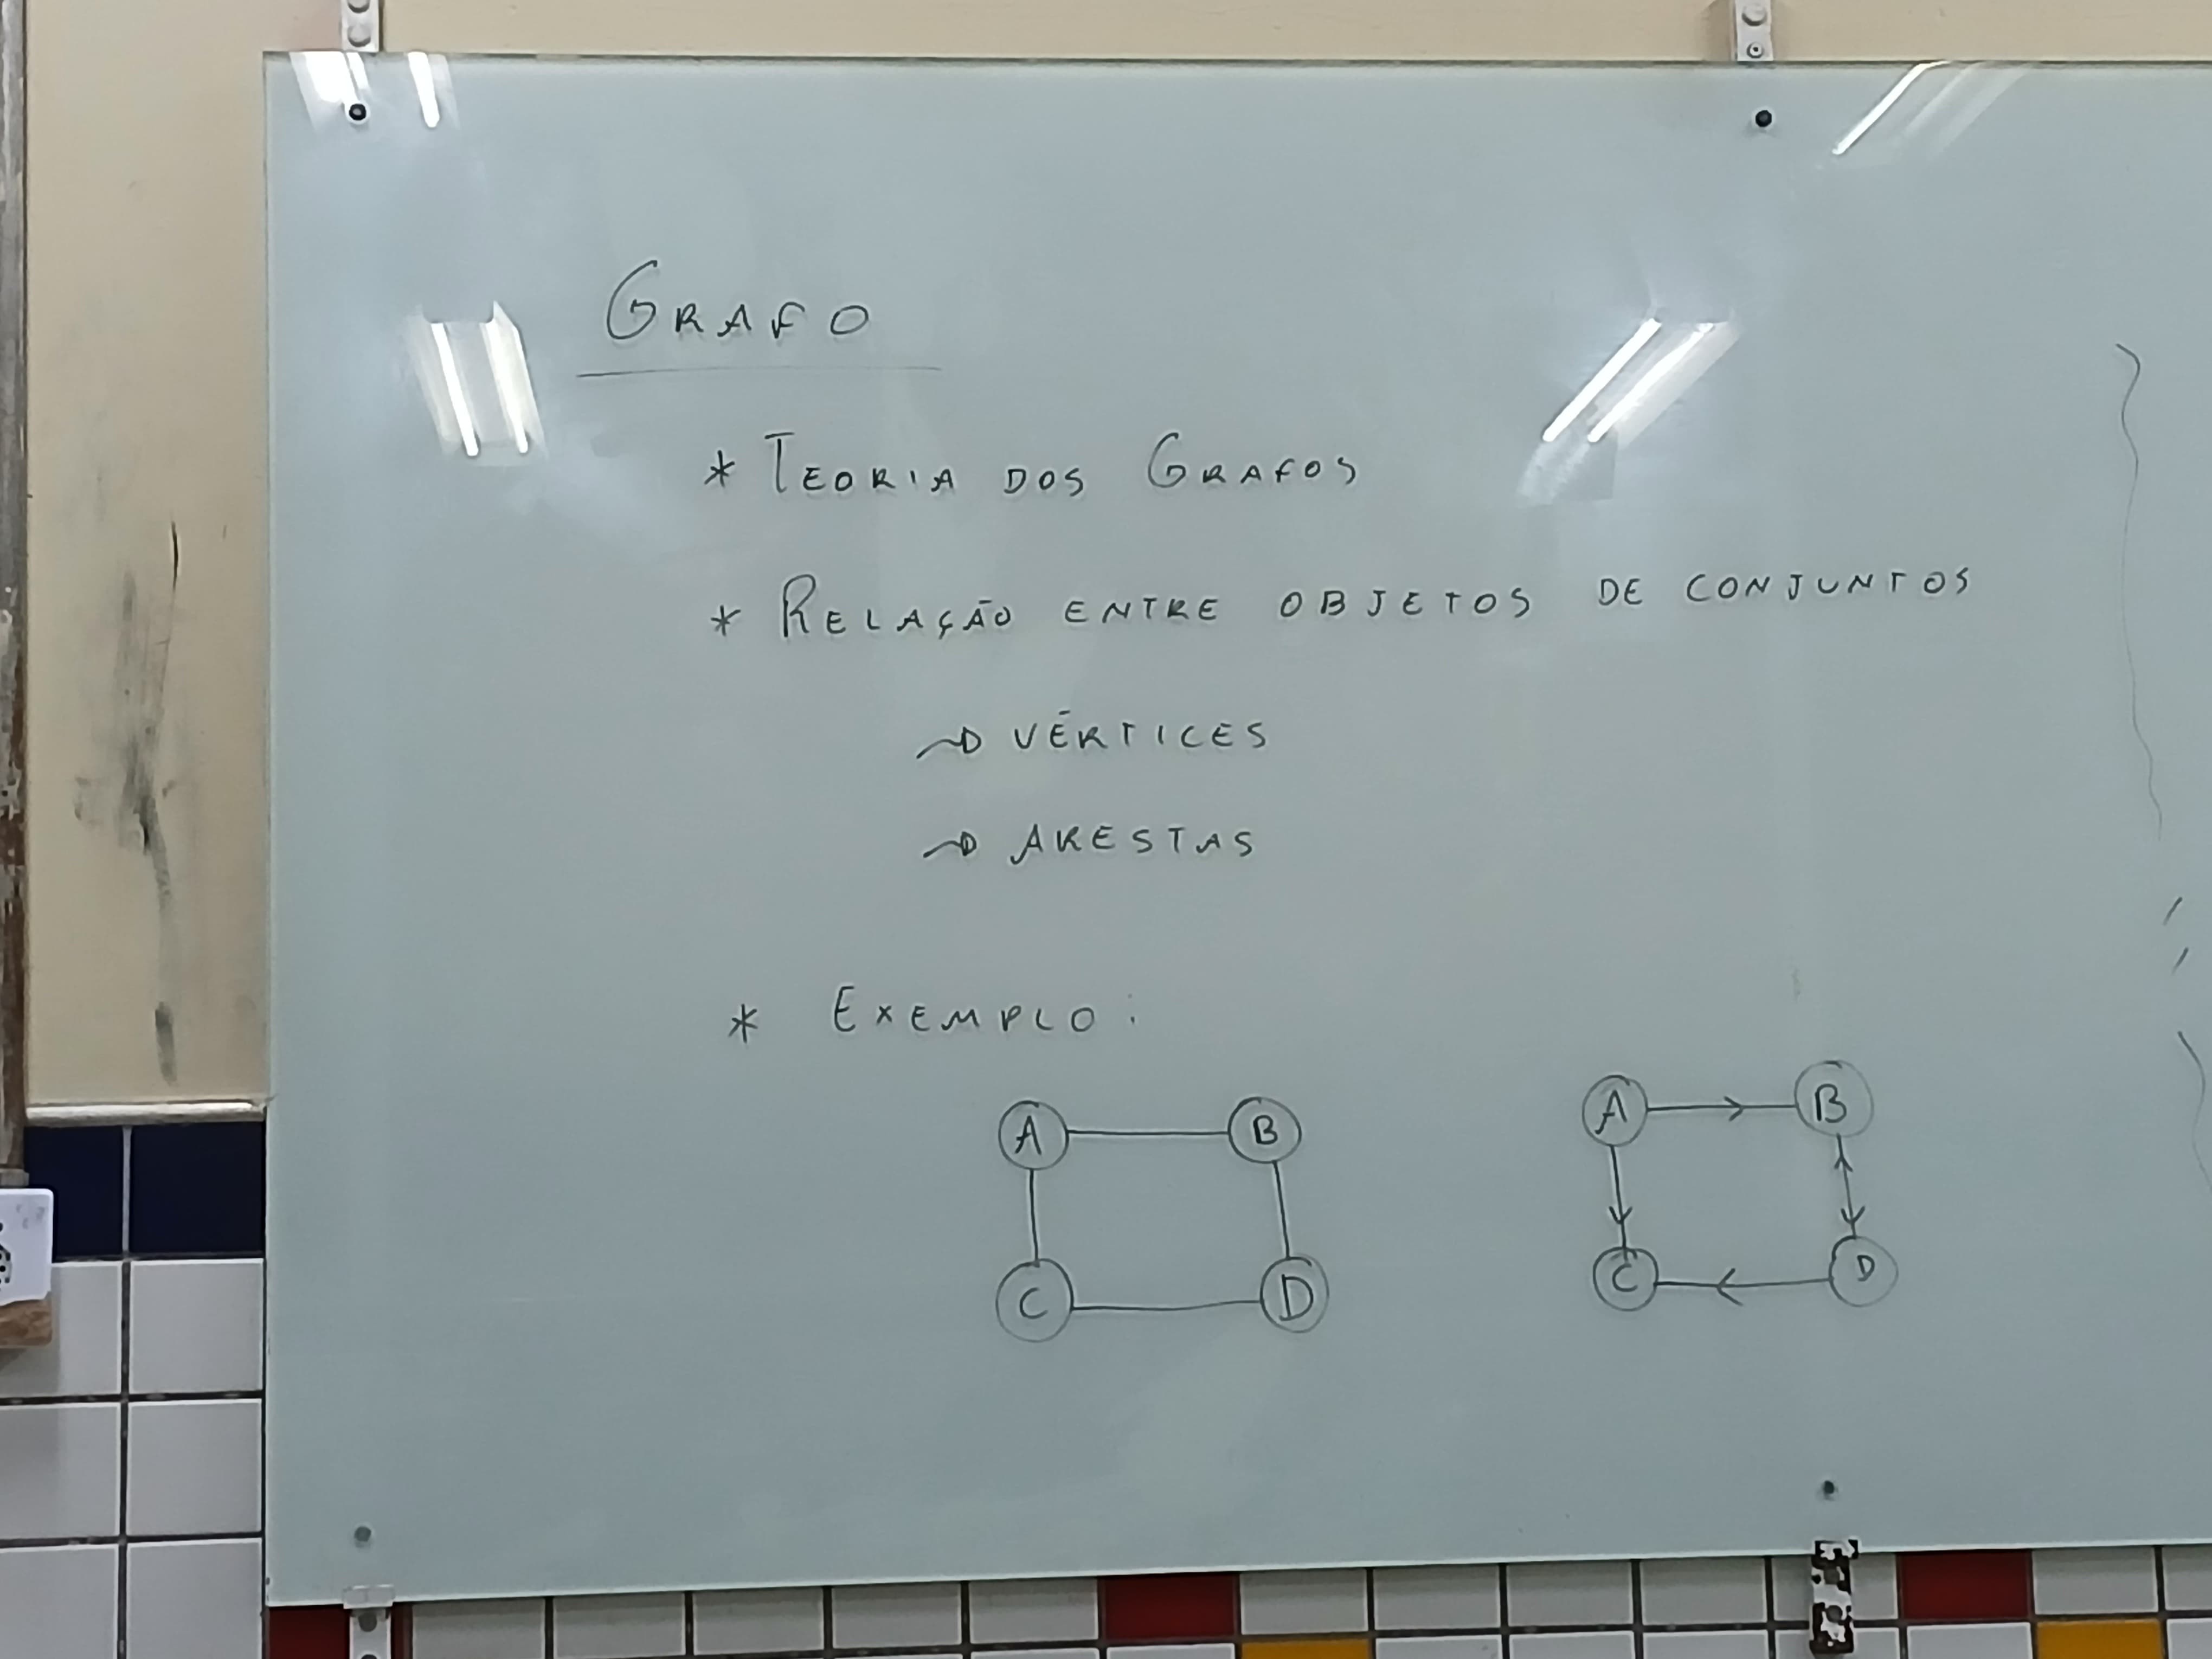 GRAFO
* TEORIA DOS GRAFOS
* RELAÇÃO ENTRE OBJETOS DE CONJUNTOS
VÉRTICES
ARESTAS
* EXEMPLO:
A B
C D
A B
C D